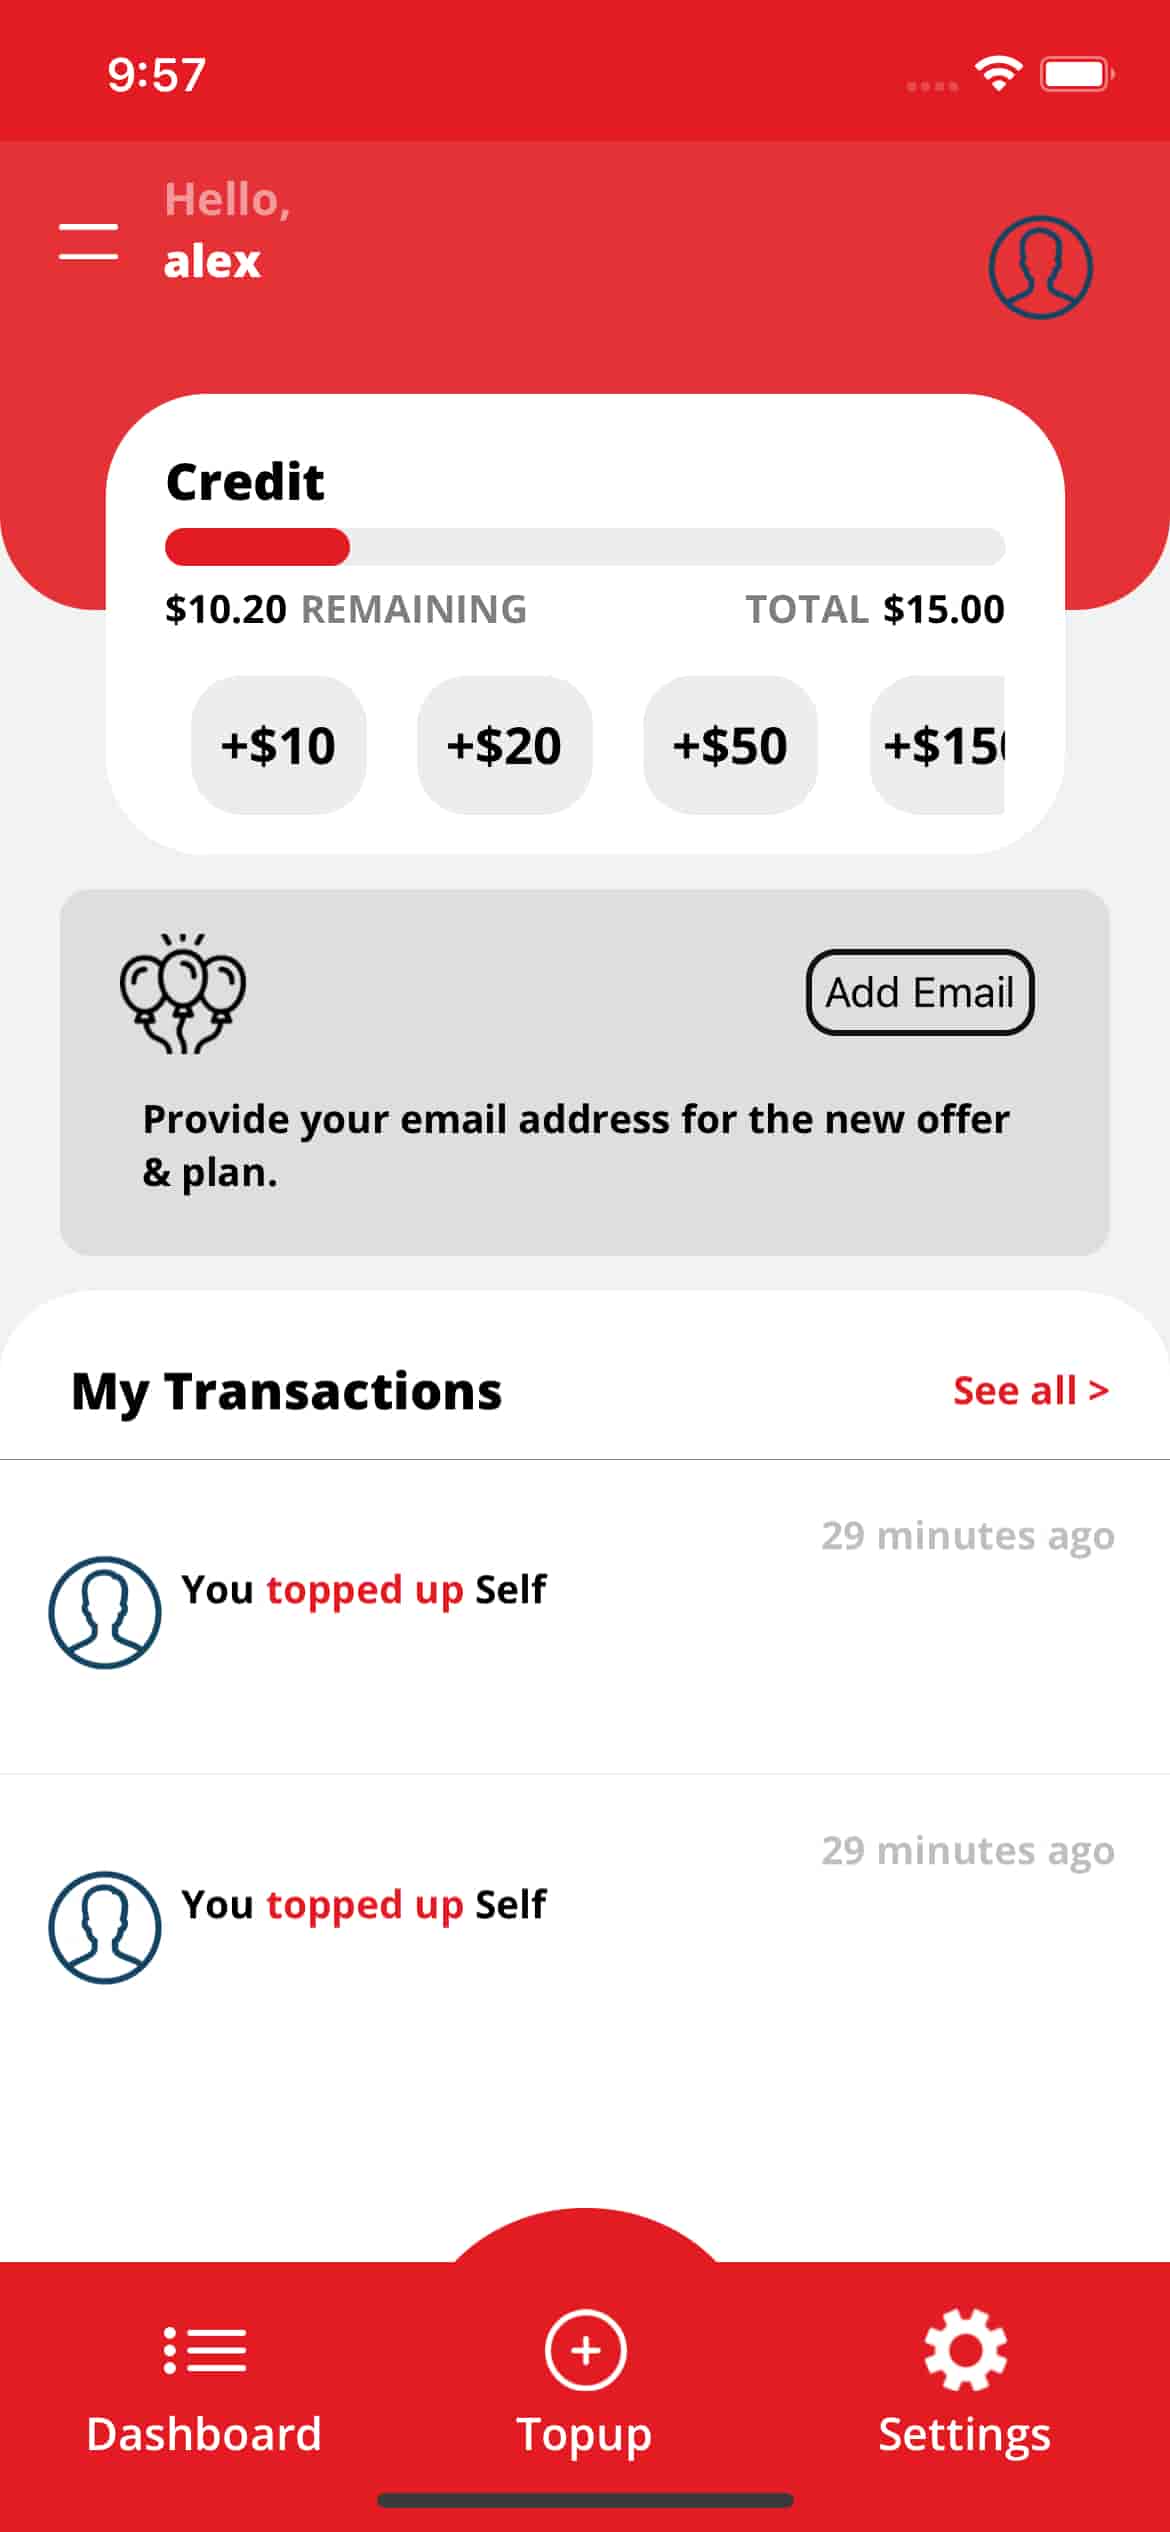 9:57
Hello,
alex
Credit
$10.20 REMAINING TOTAL $15.00
+$10 +$20 +$50 +$15
Provide your email address for the new offer
& plan.
Add Email
My Transactions See all >
29 minutes ago
You topped up Self
29 minutes ago
You topped up Self
Dashboard Topup Settings